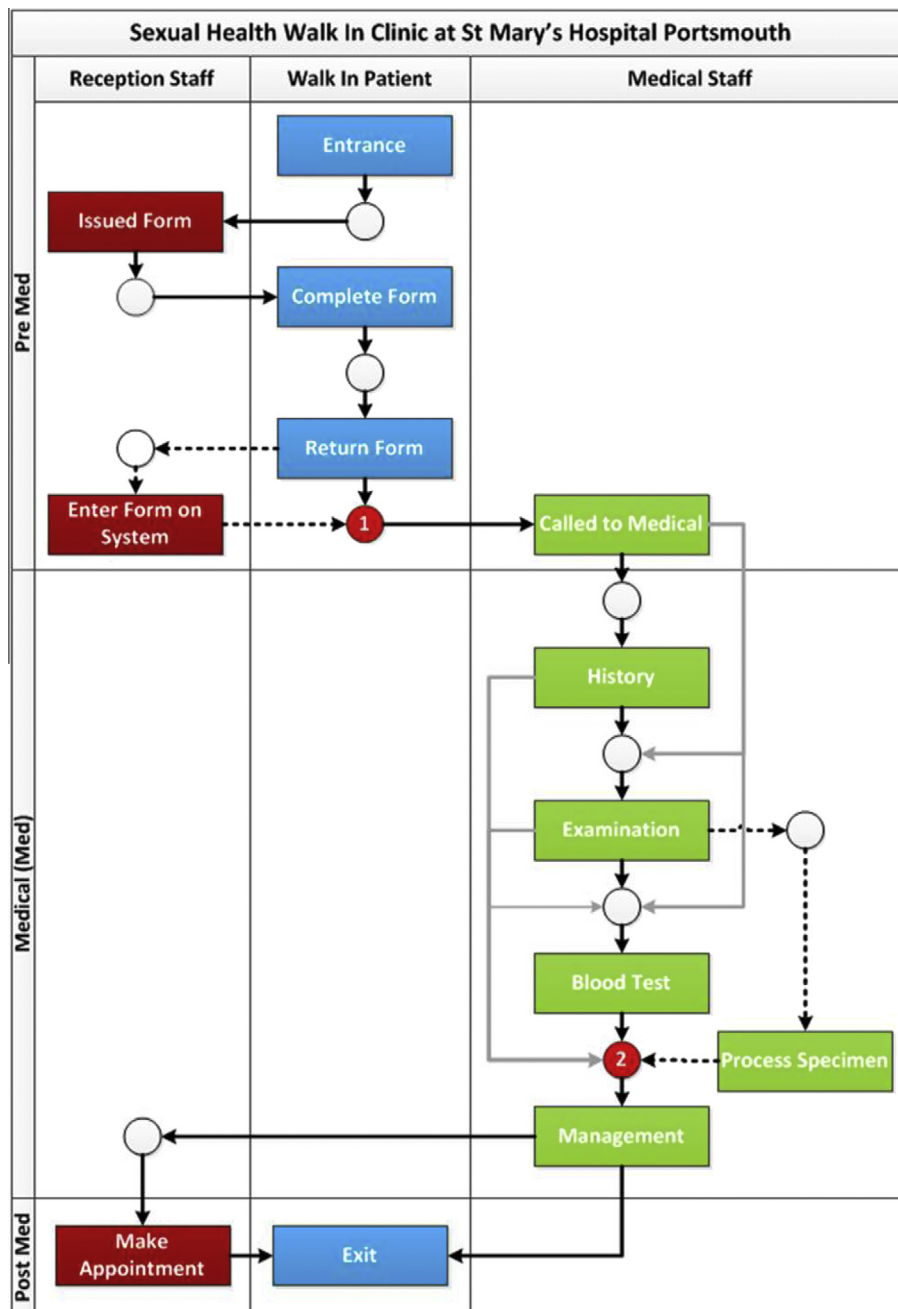 Sexual Health Walk In Clinic at St Mary's Hospital Portsmouth
Reception Staff
Walk In Patient
Medical Staff
Pre Med
Entrance
Issued Form
Complete Form
Return Form
Enter Form on
System
1
Called to Medical
Medical (Med)
History
Examination
Blood Test
2
Process Specimen
Management
Post Med
Make
Appointment
Exit